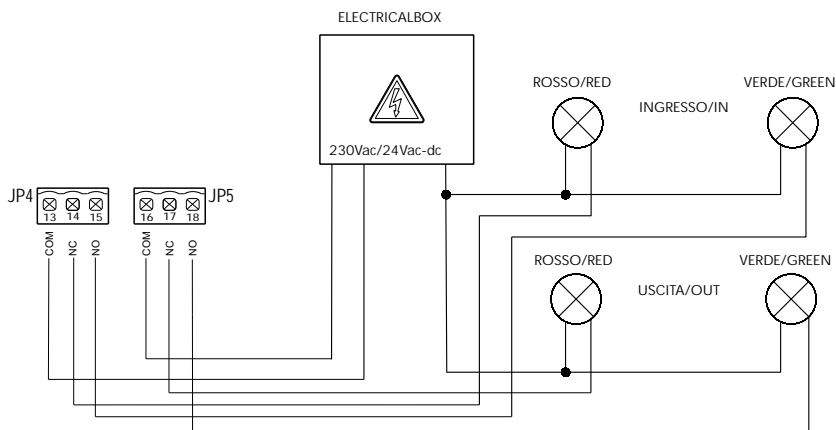 ELECTRICALBOX
230Vac/24Vac-dc
ROSSO/RED
INGRESSO/IN
VERDE/GREEN
JP4
13 14 15
COM
NC
NO
JP5
16 17 18
COM
NC
NO
ROSSO/RED
USCITA/OUT
VERDE/GREEN